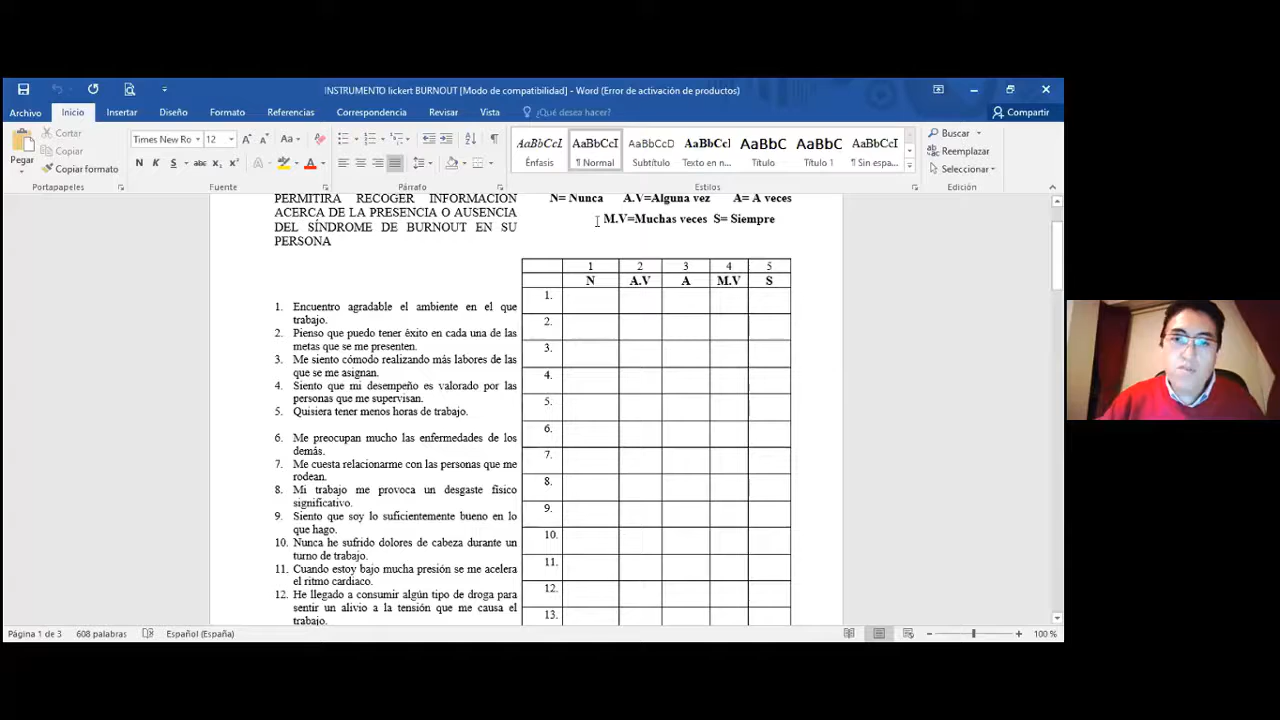 INSTRUMENTO lickert BURNOUT [Modo de compatibilidad] - Word (Error de activación de productos)
Archivo Inicio Insertar Diseño Formato Referencias Correspondencia Revisar Vista ¿Qué desea hacer? Compartir
Pegar
Cortar
Copiar
Copiar formato
Portapapeles
Times New Ro 12
N K S abc x₂ x²
Fuente
Párrafo
AaBbCcI AaBbCcI AaBbCcD AaBbCcI AaBbC AaBbC AaBbCcI
Énfasis ¶ Normal Subtítulo Texto en n... Título Título 1 ¶ Sin espa...
Estilos
Buscar
Reemplazar
Seleccionar
Edición
PERMITIRA RECOGER INFORMACION
ACERCA DE LA PRESENCIA O AUSENCIA
DEL SÍNDROME DE BURNOUT EN SU
PERSONA
N= Nunca A.V=Alguna vez A= A veces
M.V=Muchas veces S= Siempre
1. Encuentro agradable el ambiente en el que
trabajo.
2. Pienso que puedo tener éxito en cada una de las
metas que se me presenten.
3. Me siento cómodo realizando más labores de las
que se me asignan.
4. Siento que mi desempeño es valorado por las
personas que me supervisan.
5. Quisiera tener menos horas de trabajo.
6. Me preocupan mucho las enfermedades de los
demás.
7. Me cuesta relacionarme con las personas que me
rodean.
8. Mi trabajo me provoca un desgaste físico
significativo.
9. Siento que soy lo suficientemente bueno en lo
que hago.
10. Nunca he sufrido dolores de cabeza durante un
turno de trabajo.
11. Cuando estoy bajo mucha presión se me acelera
el ritmo cardiaco.
12. He llegado a consumir algún tipo de droga para
sentir un alivio a la tensión que me causa el
trabajo.
1 2 3 4 5
N A.V A M.V S
1.
2.
3.
4.
5.
6.
7.
8.
9.
10.
11.
12.
13.
Página 1 de 3 608 palabras Español (España) 100 %